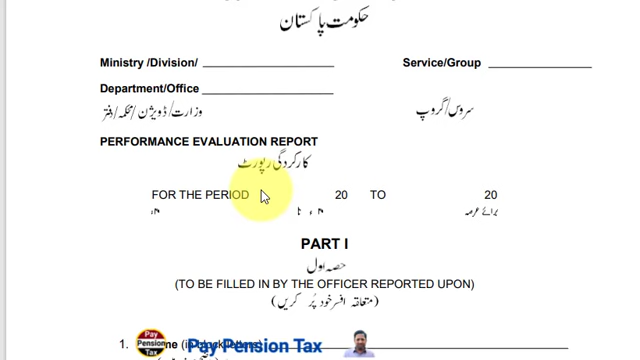 حکومت پاکستان
Ministry /Division/ Service/Group
Department/Office
وزارت/ڈویژن/محکمہ/دفتر سروس/گروپ
PERFORMANCE EVALUATION REPORT
کارکردگی رپورٹ
FOR THE PERIOD 20 TO 20
برائے عرصہ
PART I
حصہ اول
(TO BE FILLED IN BY THE OFFICER REPORTED UPON)
(متعلقہ افسر خود پُر کریں)
1.
Pay Pension Tax
Pay Pension Tax